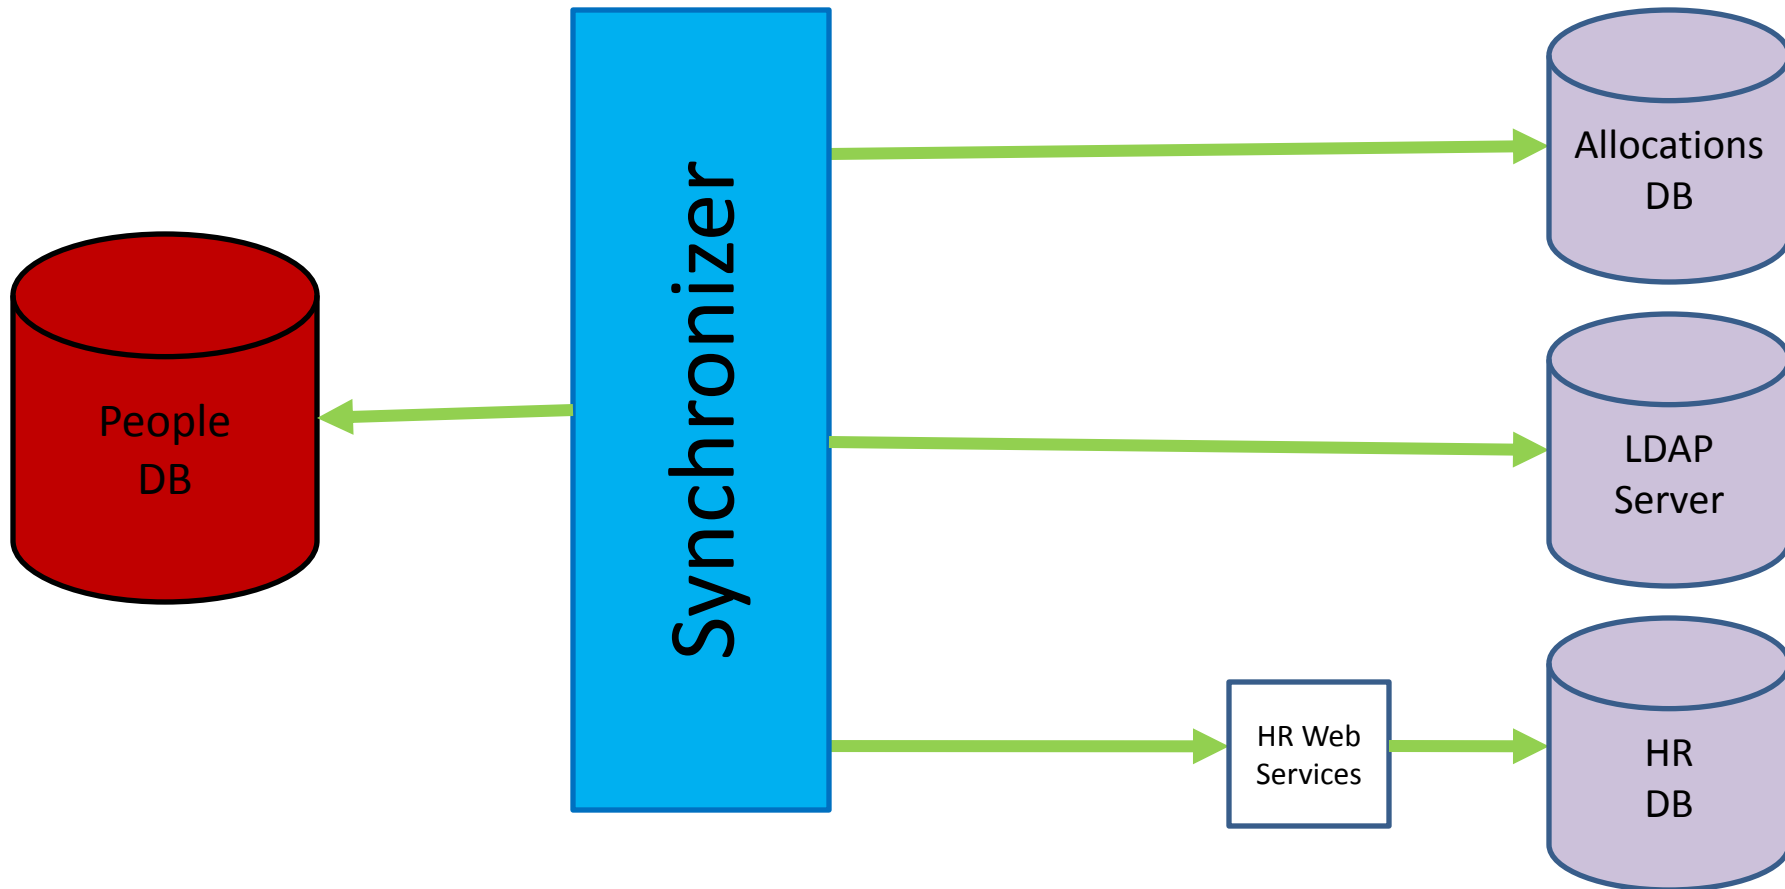 People
DB
Synchronizer
Allocations
DB
LDAP
Server
HR Web
Services
HR
DB